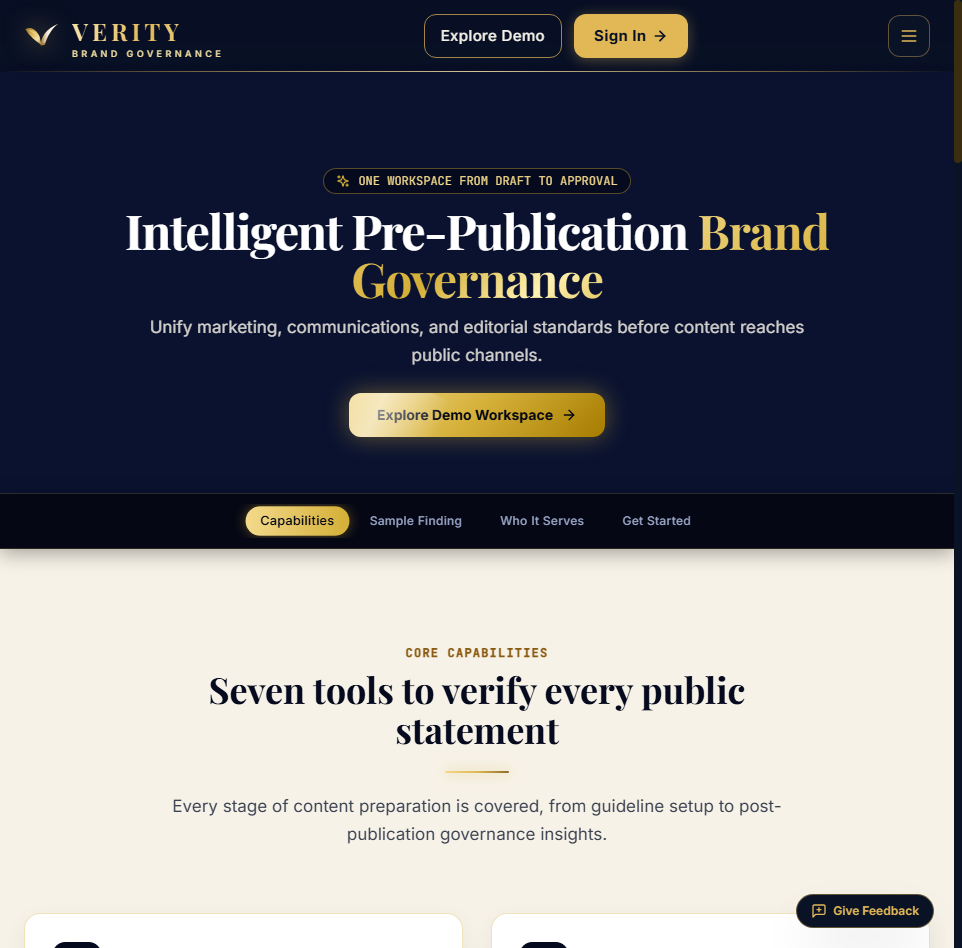 VERITY
BRAND GOVERNANCE
Explore Demo
Sign In
ONE WORKSPACE FROM DRAFT TO APPROVAL
Intelligent Pre-Publication Brand
Governance
Unify marketing, communications, and editorial standards before content reaches
public channels.
Explore Demo Workspace
Capabilities
Sample Finding
Who It Serves
Get Started
CORE CAPABILITIES
Seven tools to verify every public
statement
Every stage of content preparation is covered, from guideline setup to post-
publication governance insights.
Give Feedback